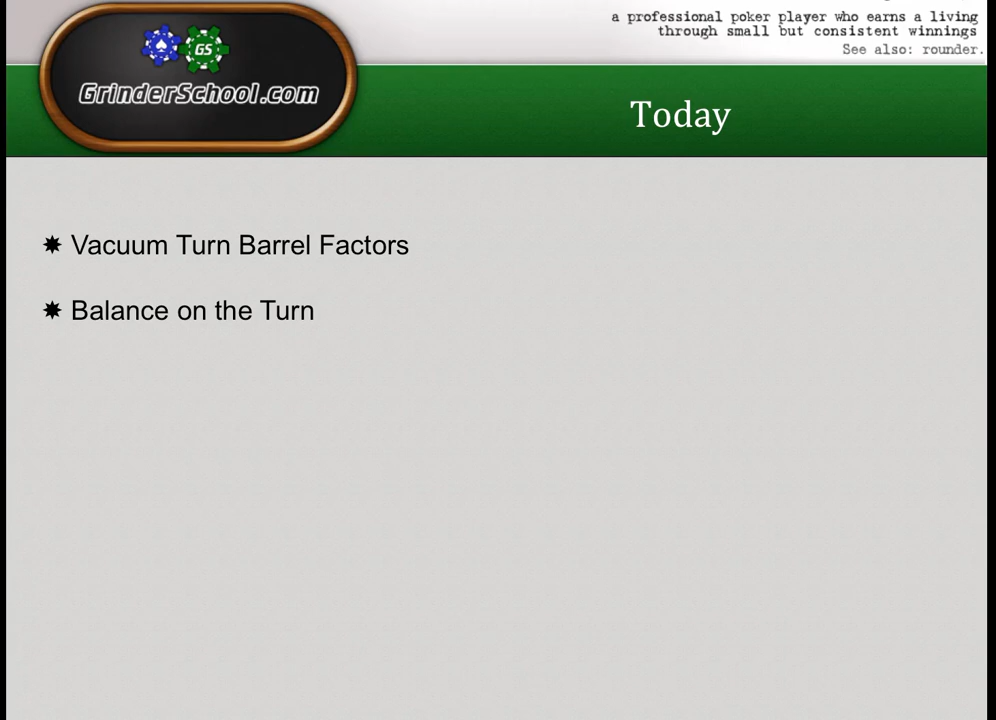 a professional poker player who earns a living
through small but consistent winnings
See also: rounder.
GS
GrinderSchool.com
Today
Vacuum Turn Barrel Factors
Balance on the Turn